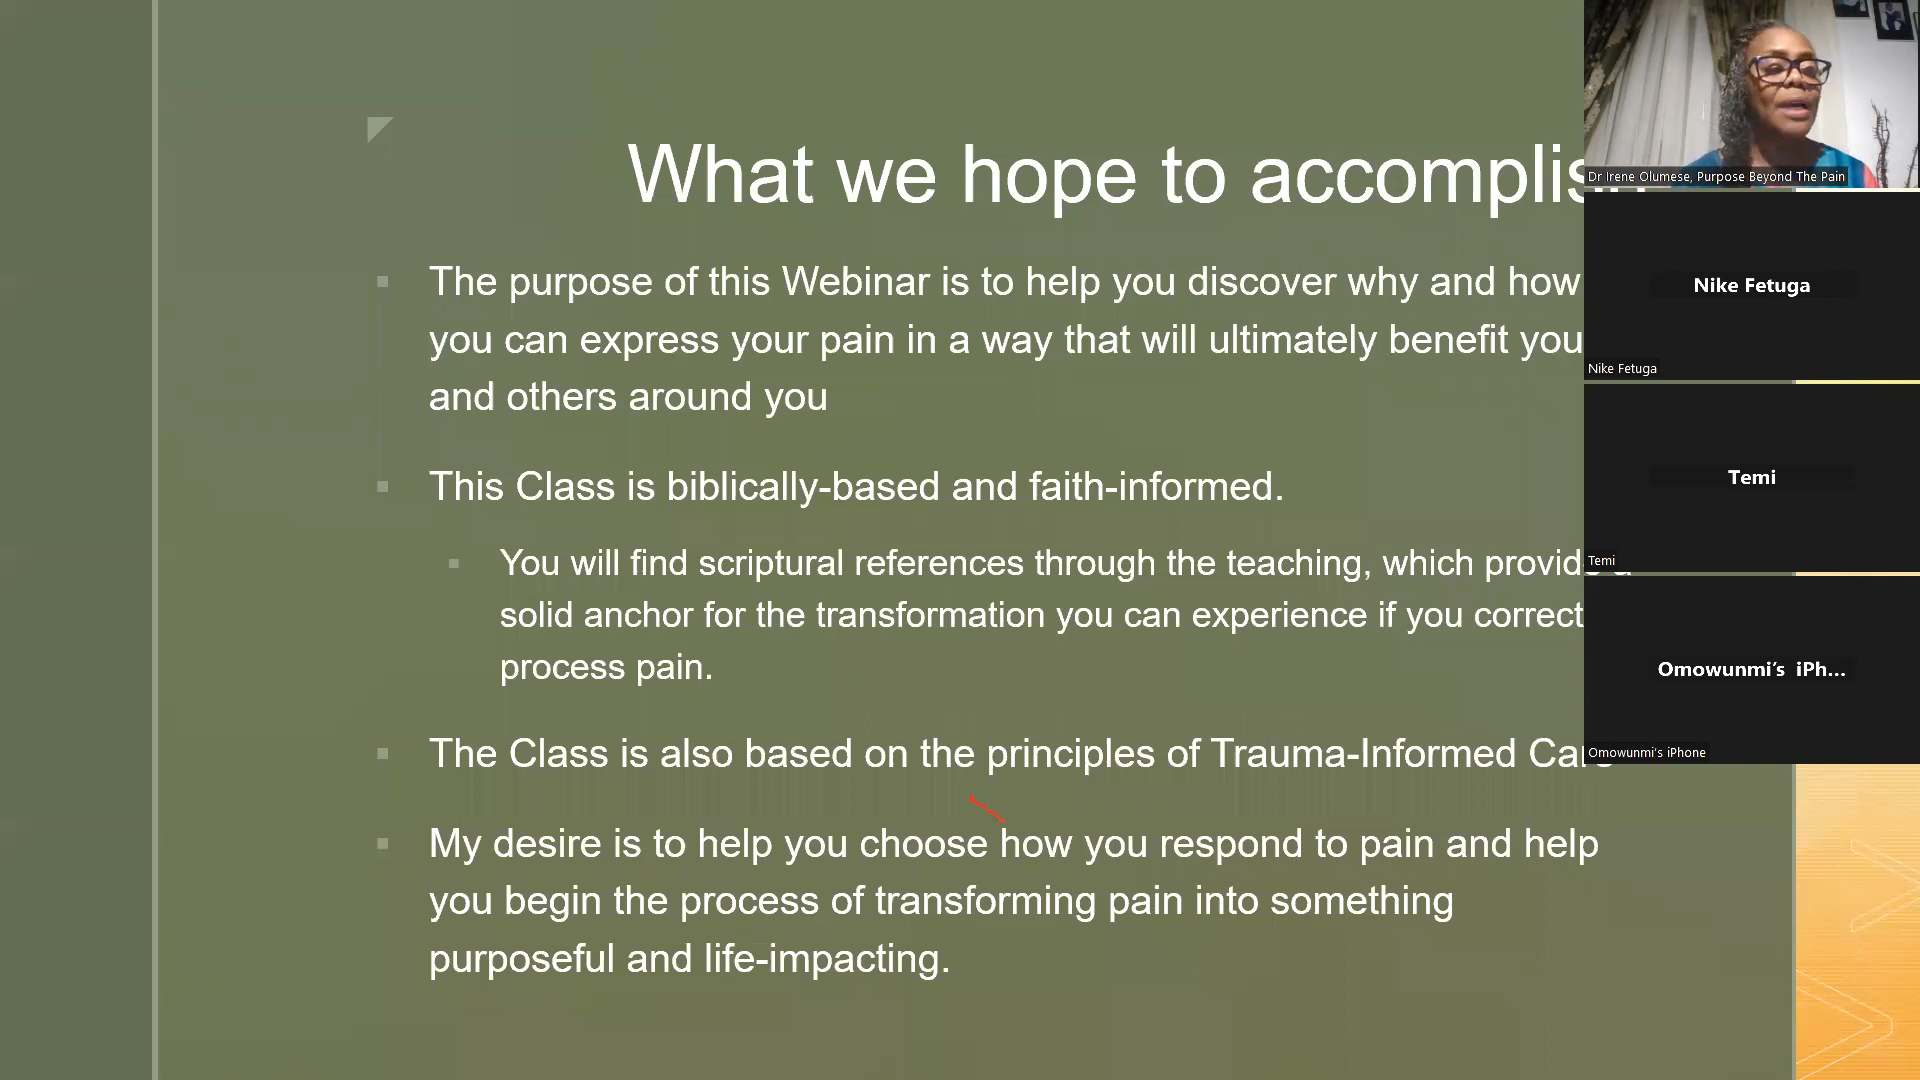 What we hope to accomplis
The purpose of this Webinar is to help you discover why and how
you can express your pain in a way that will ultimately benefit you
and others around you
This Class is biblically-based and faith-informed.
You will find scriptural references through the teaching, which provid
solid anchor for the transformation you can experience if you correct
process pain.
The Class is also based on the principles of Trauma-Informed Care
My desire is to help you choose how you respond to pain and help
you begin the process of transforming pain into something
purposeful and life-impacting.
Dr Irene Olumese, Purpose Beyond The Pain
Nike Fetuga
Nike Fetuga
Temi
Temi
Omowunmi's iPh...
Omowunmi's iPhone